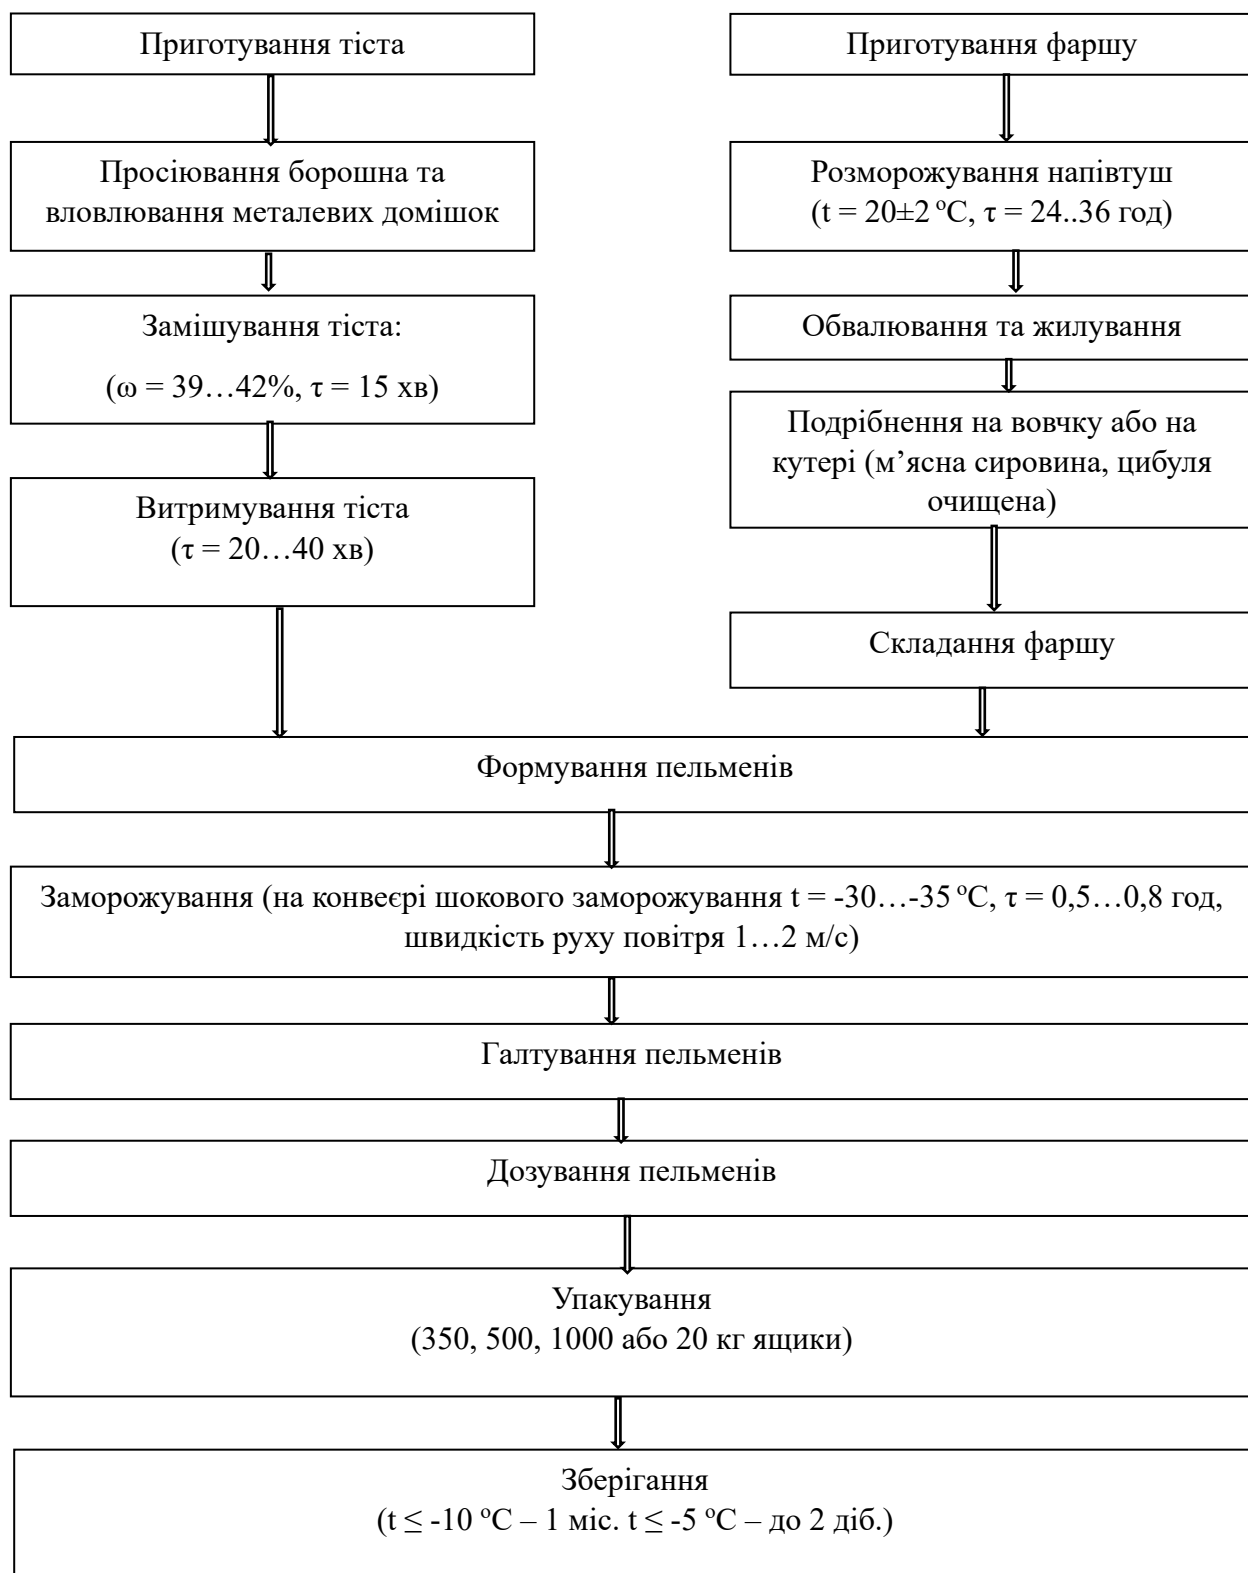 Приготування тіста
Приготування фаршу
Просіювання борошна та
вловлювання металевих домішок
Розморожування напівтуш
(t = 20±2 ºС, τ = 24..36 год)
Замішування тіста:
(ω = 39…42%, τ = 15 хв)
Обвалювання та жилування
Подрібнення на вовчку або на
кутері (м’ясна сировина, цибуля
очищена)
Витримування тіста
(τ = 20…40 хв)
Складання фаршу
Формування пельменів
Заморожування (на конвеєрі шокового заморожування t = -30…-35 ºС, τ = 0,5…0,8 год,
швидкість руху повітря 1…2 м/с)
Галтування пельменів
Дозування пельменів
Упакування
(350, 500, 1000 або 20 кг ящики)
Зберігання
(t ≤ -10 ºС – 1 міс. t ≤ -5 ºС – до 2 діб.)